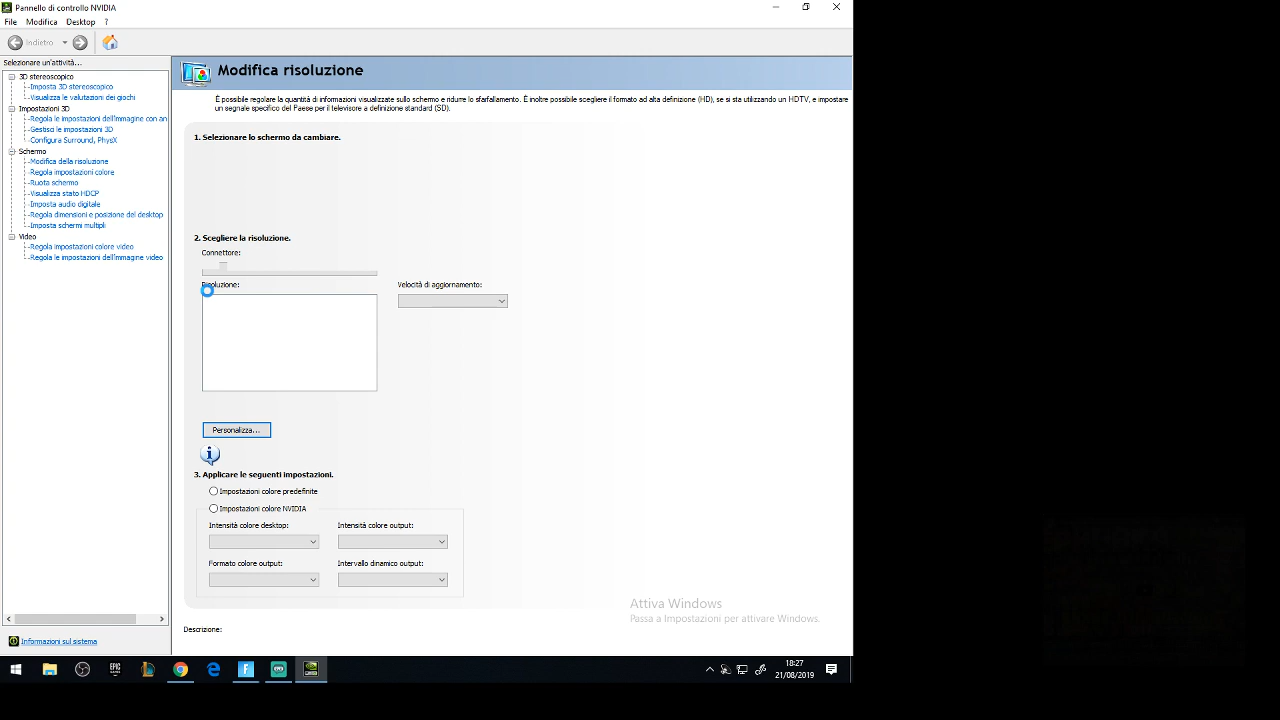 Pannello di controllo NVIDIA
File Modifica Desktop ?
Indietro
Selezionare un'attività...
3D stereoscopico
Imposta 3D stereoscopico
Visualizza le valutazioni dei giochi
Impostazioni 3D
Regola le impostazioni dell'immagine con an
Gestisci le impostazioni 3D
Configura Surround, PhysX
Schermo
Modifica della risoluzione
Regola impostazioni colore
Ruota schermo
Visualizza stato HDCP
Imposta audio digitale
Regola dimensioni e posizione del desktop
Imposta schermi multipli
Video
Regola impostazioni colore video
Regola le impostazioni dell'immagine video
Informazioni sul sistema
Modifica risoluzione
È possibile regolare la quantità di informazioni visualizzate sullo schermo e ridurre lo sfarfallamento. È inoltre possibile scegliere il formato ad alta definizione (HD), se si sta utilizzando un HDTV, e impostare
un segnale specifico del Paese per il televisore a definizione standard (SD).
1. Selezionare lo schermo da cambiare.
2. Scegliere la risoluzione.
Connettore:
Risoluzione:
Velocità di aggiornamento:
Personalizza...
3. Applicare le seguenti impostazioni.
Impostazioni colore predefinite
Impostazioni colore NVIDIA
Intensità colore desktop: Intensità colore output:
Formato colore output: Intervallo dinamico output:
Attiva Windows
Passa a Impostazioni per attivare Windows.
Descrizione:
EPIC
18:27
21/08/2019